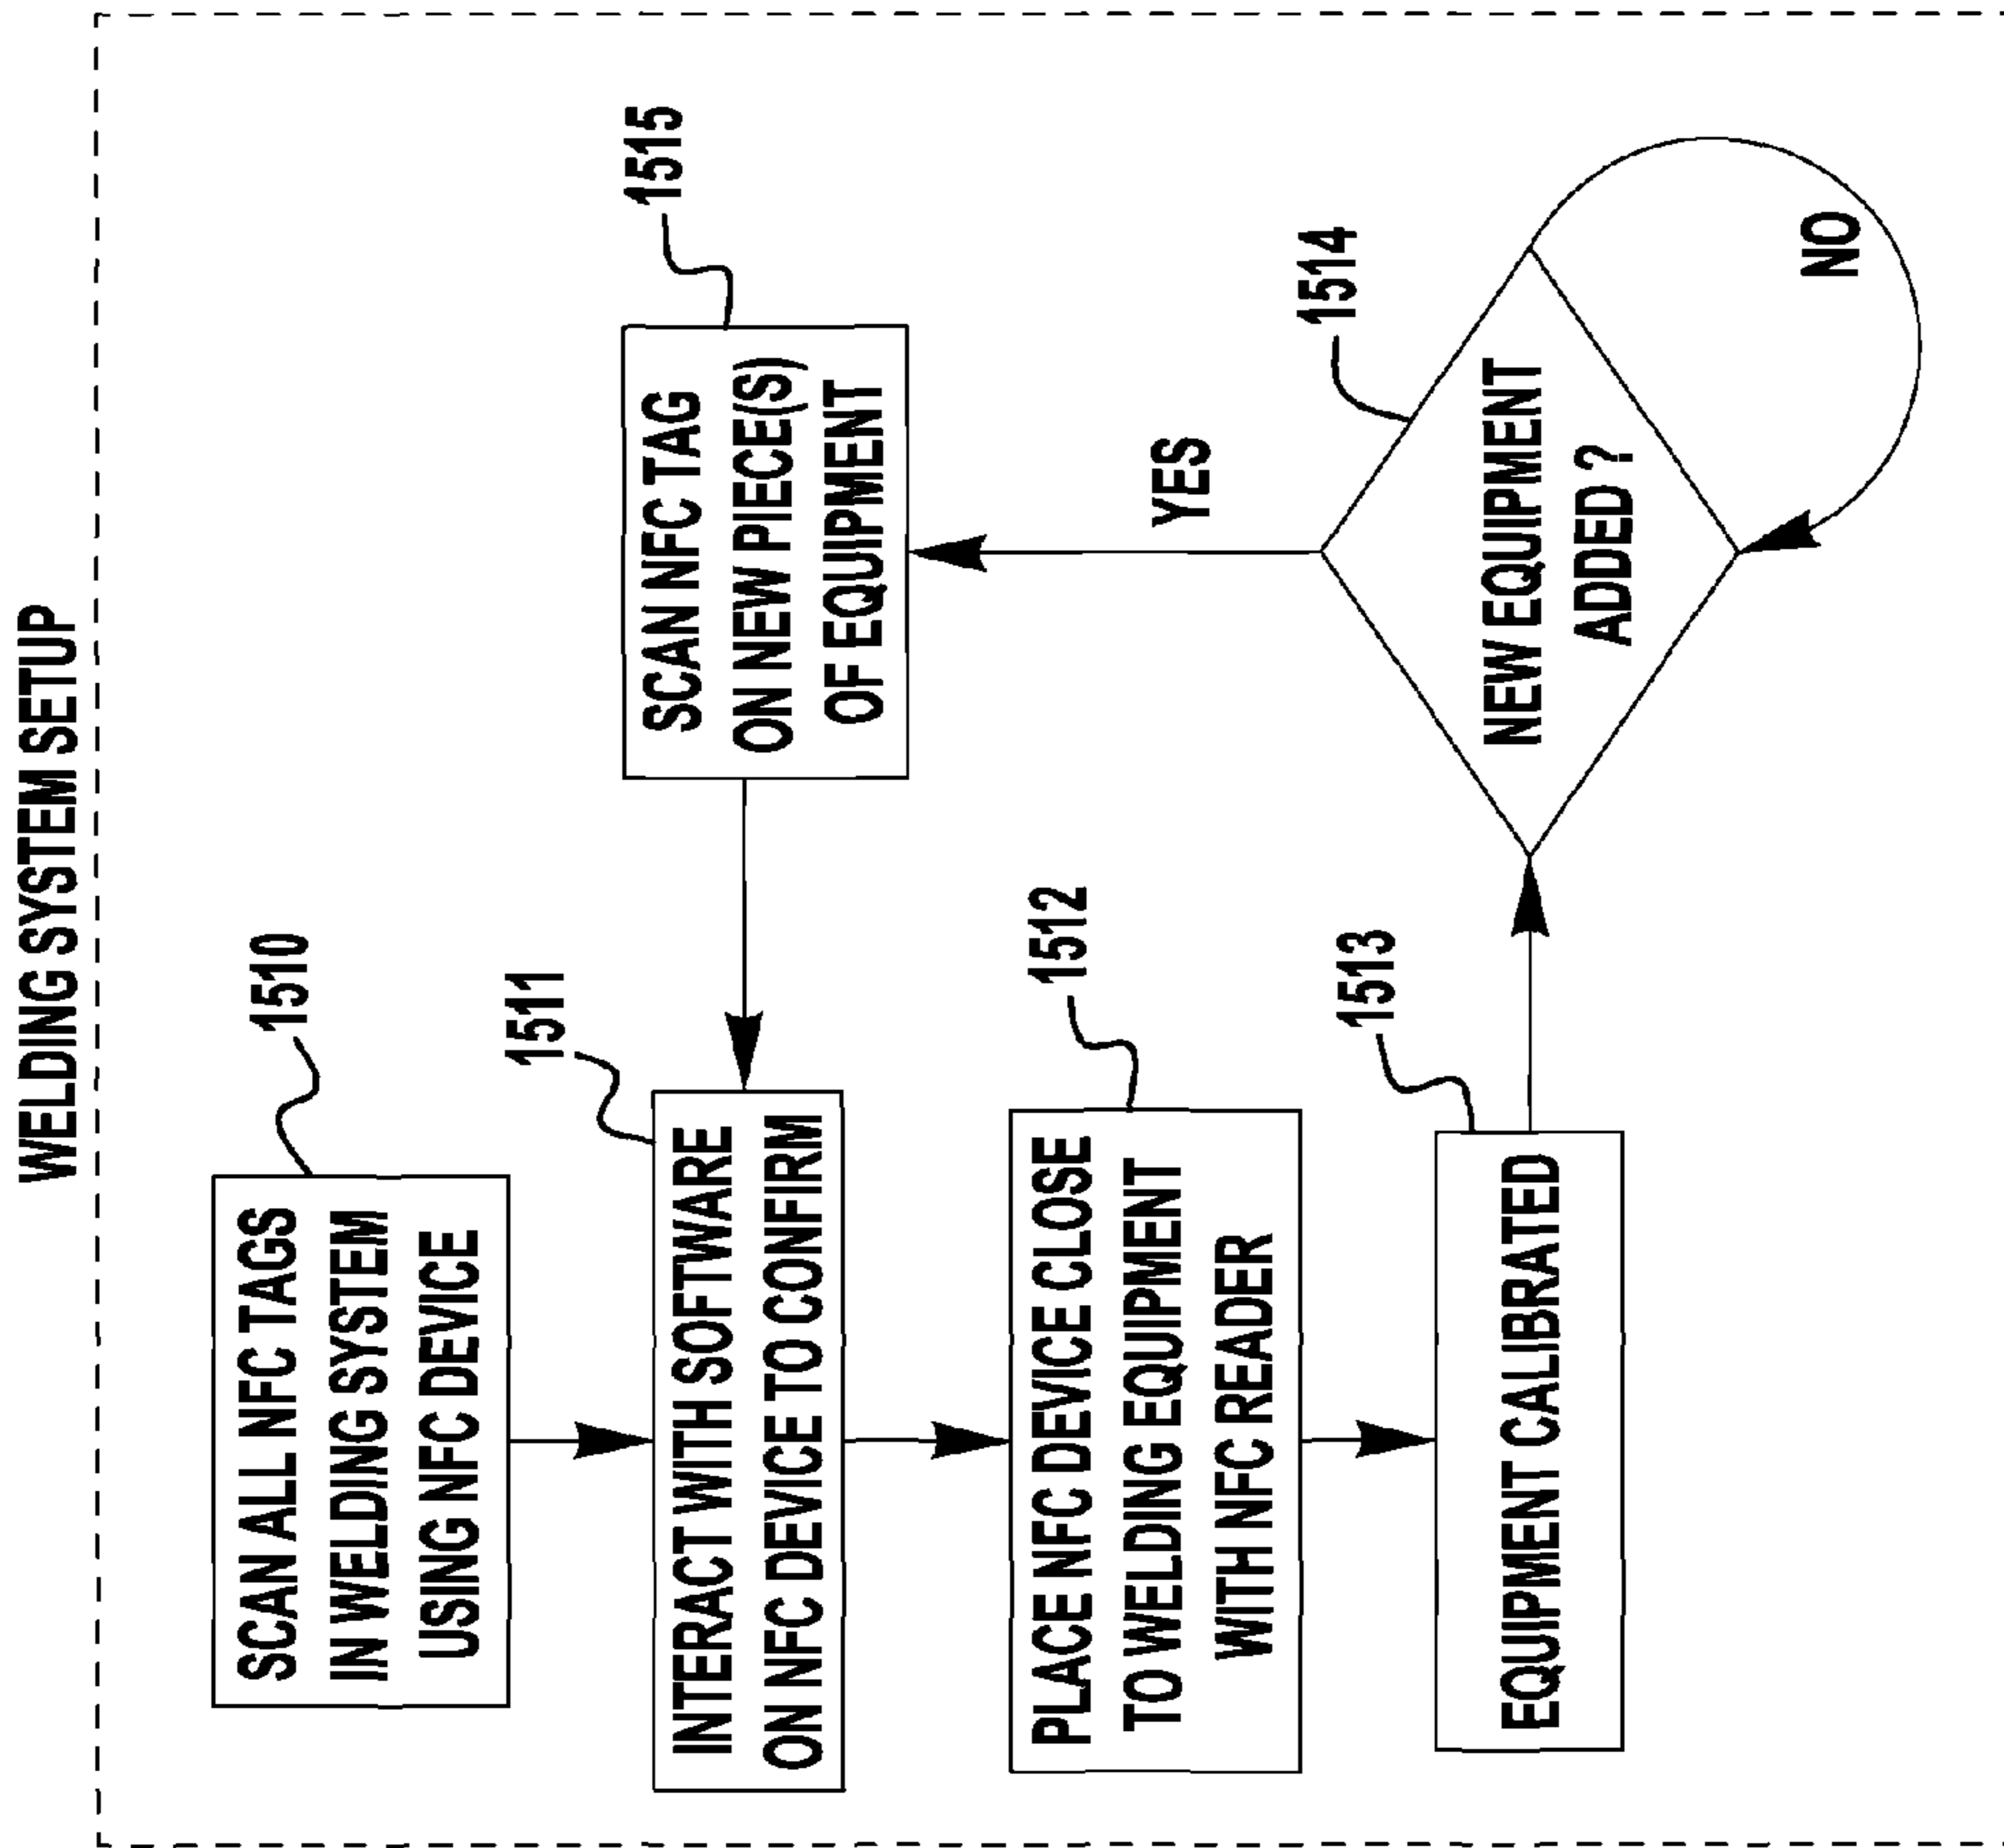 WELDING SYSTEM SETUP
1510
SCAN ALL NFC TAGS
IN WELDING SYSTEM
USING NFC DEVICE
1511
INTERACT WITH SOFTWARE
ON NFC DEVICE TO CONFIRM
1512
PLACE NFC DEVICE CLOSE
TO WELDING EQUIPMENT
WITH NFC READER
1513
EQUIPMENT CALIBRATED
1514
NEW EQUIPMENT
ADDED?
NO
YES
1515
SCAN NFC TAG
ON NEW PIECE(S)
OF EQUIPMENT